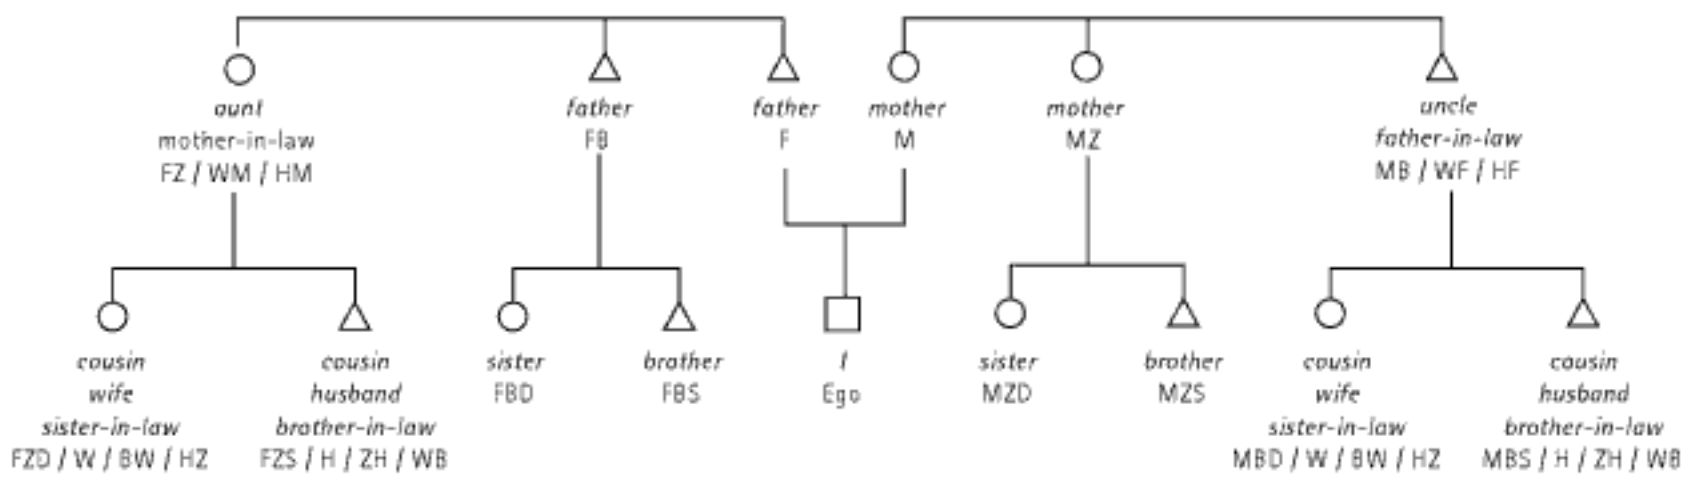 aunt
mother-in-law
FZ / WM / HM
father
FB
father
F
mother
M
mother
MZ
uncle
father-in-law
MB / WF / HF
cousin
wife
sister-in-law
FZD / W / BW / HZ
cousin
husband
brother-in-law
FZS / H / ZH / WB
sister
FBD
brother
FBS
I
Ego
sister
MZD
brother
MZS
cousin
wife
sister-in-law
MBD / W / BW / HZ
cousin
husband
brother-in-law
MBS / H / ZH / WB